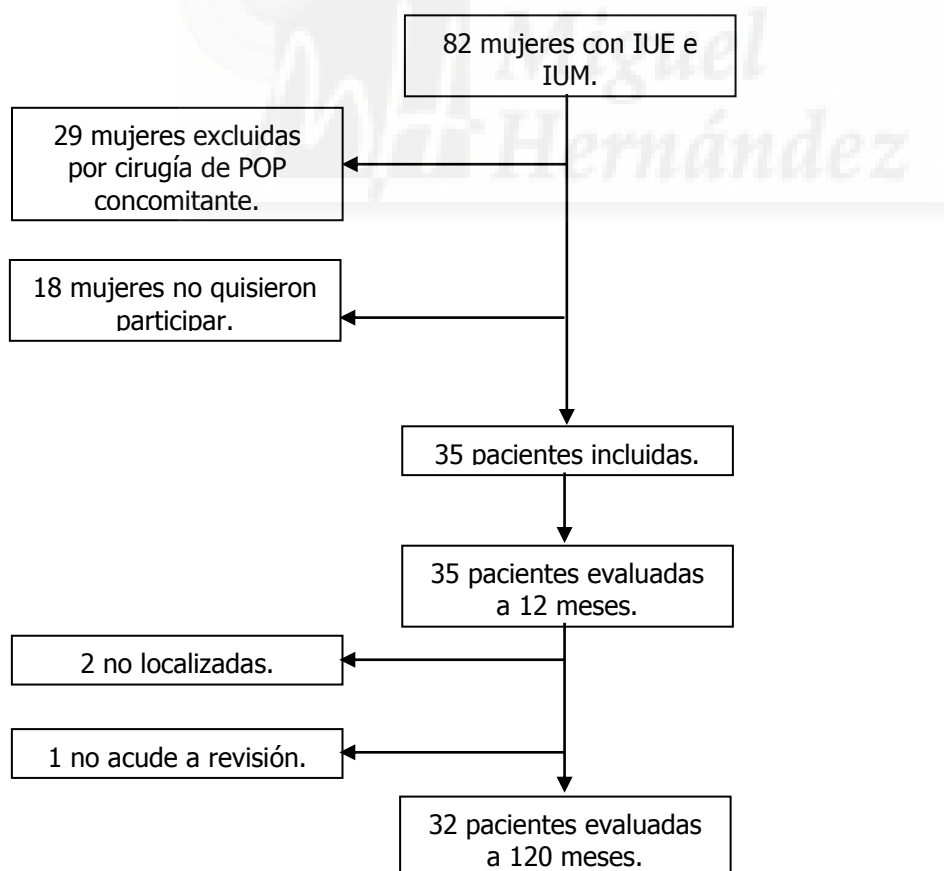 82 mujeres con IUE e
IUM.
Miguel
Hernández
29 mujeres excluidas
por cirugía de POP
concomitante.
18 mujeres no quisieron
participar.
35 pacientes incluidas.
35 pacientes evaluadas
a 12 meses.
2 no localizadas.
1 no acude a revisión.
32 pacientes evaluadas
a 120 meses.